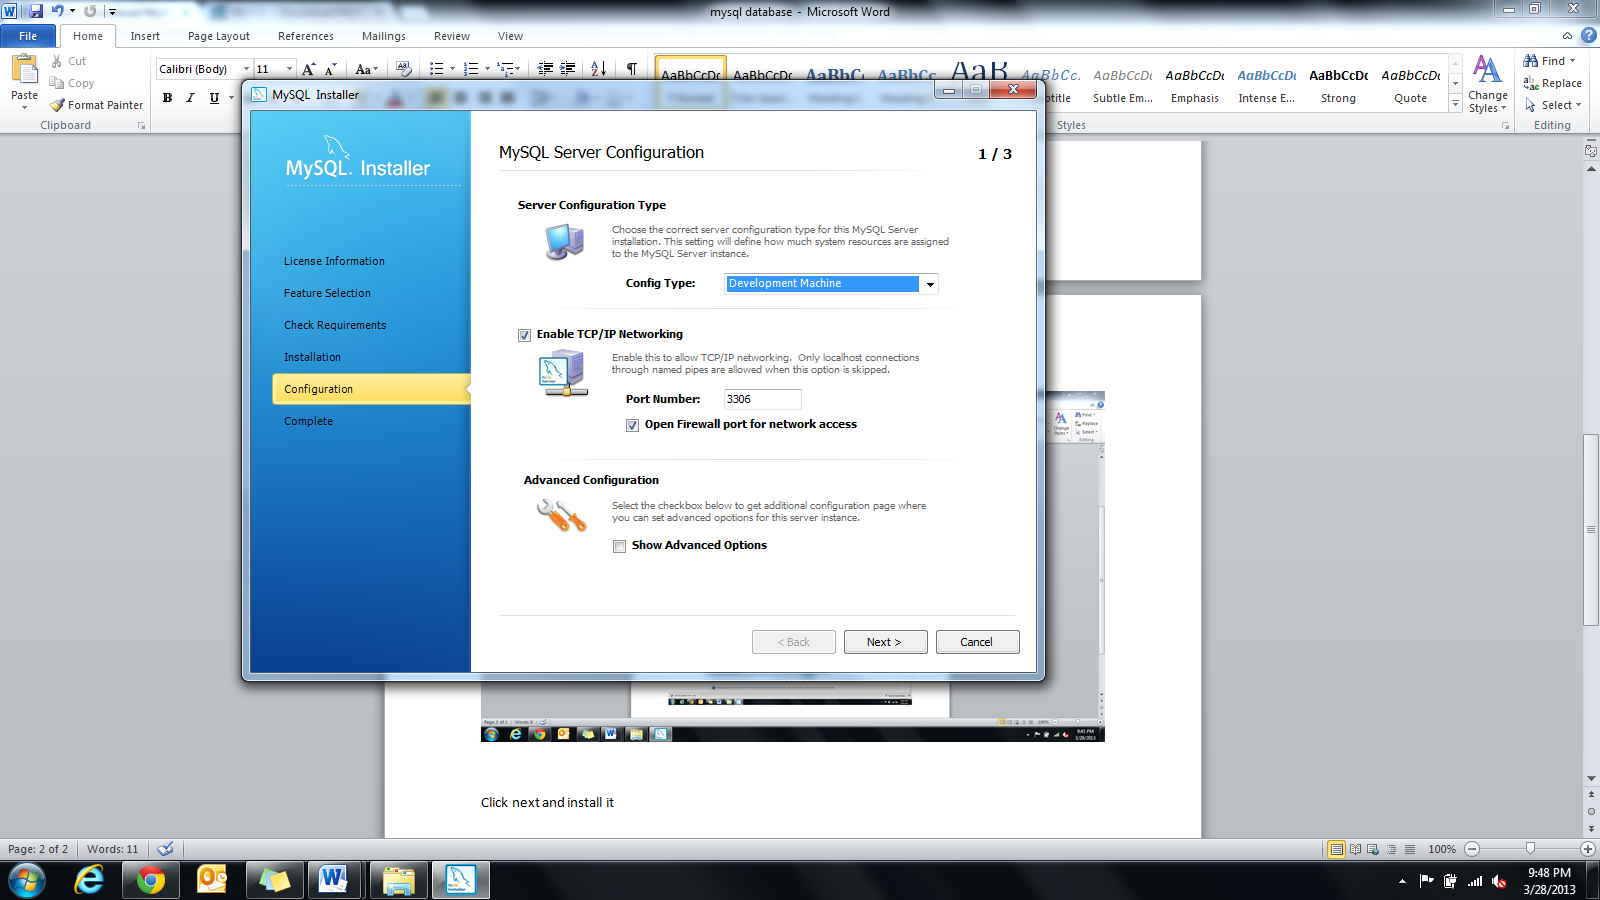 mysql database - Microsoft Word
File Home Insert Page Layout References Mailings Review View
Paste
Cut
Copy
Format Painter
Clipboard
Calibri (Body) 11
B I U
AaBbCcDc AaBbCcDc AaBbC AaBbCc AaB AaBbCc. AaBbCcDc AaBbCcDc AaBbCcDc AaBbCcDc AaBbCcDc
Subtle Em... Emphasis Intense E... Strong Quote
Change
Styles
Styles
Find
Replace
Select
Editing
MySQL Installer
MySQL. Installer
License Information
Feature Selection
Check Requirements
Installation
Configuration
Complete
MySQL Server Configuration
1 / 3
Server Configuration Type
Choose the correct server configuration type for this MySQL Server
installation. This setting will define how much system resources are assigned
to the MySQL Server instance.
Config Type: Development Machine
Enable TCP/IP Networking
Enable this to allow TCP/IP networking. Only localhost connections
through named pipes are allowed when this option is skipped.
Port Number: 3306
Open Firewall port for network access
Advanced Configuration
Select the checkbox below to get additional configuration page where
you can set advanced opotions for this server instance.
Show Advanced Options
< Back Next > Cancel
9:45 PM
3/28/2013
Click next and install it
Page: 2 of 2 Words: 11
100%
9:48 PM
3/28/2013